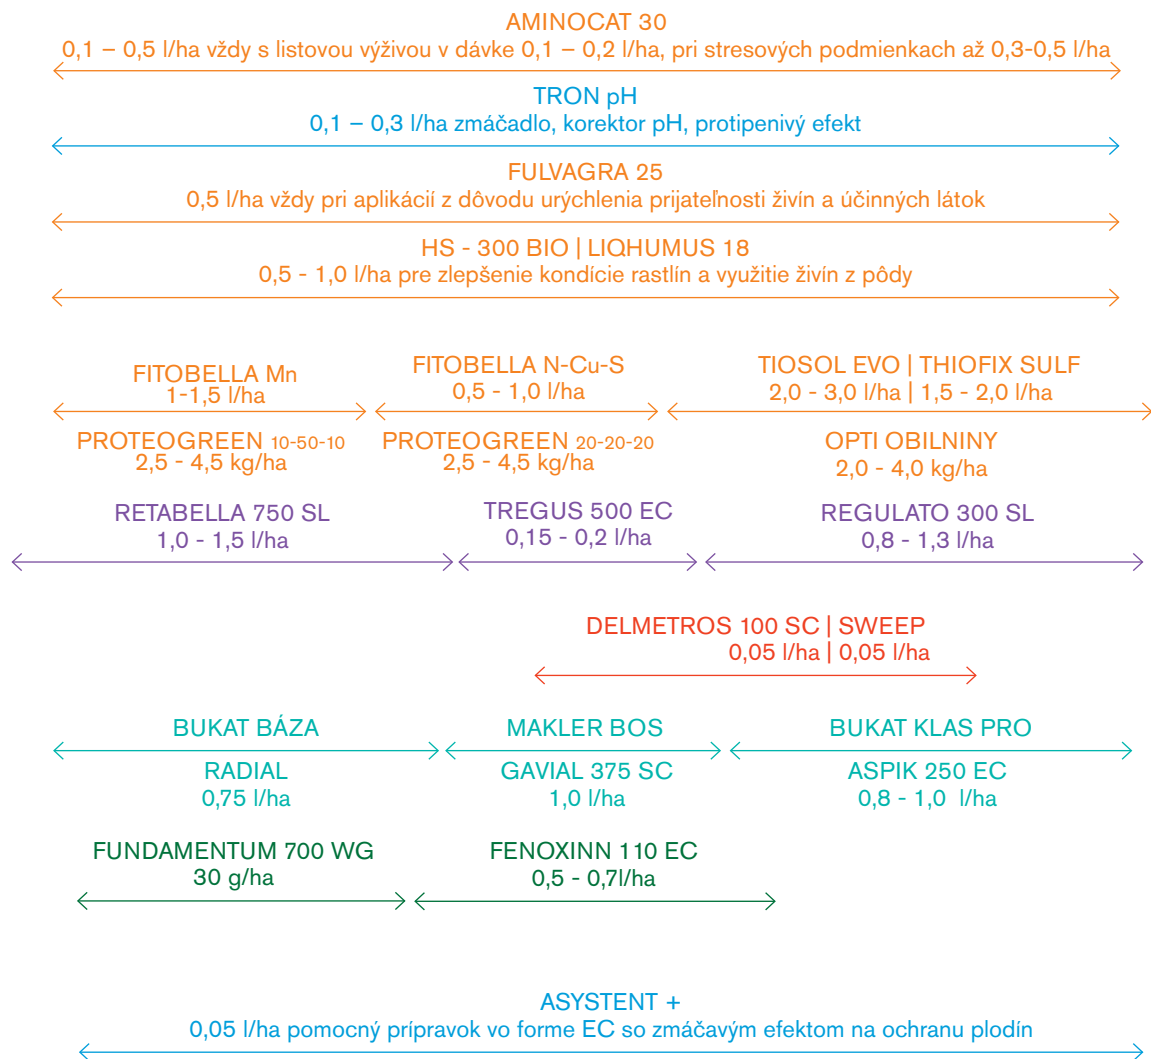 AMINOCAT 30
0,1 – 0,5 l/ha vždy s listovou výživou v dávke 0,1 – 0,2 l/ha, pri stresových podmienkach až 0,3-0,5 l/ha
TRON pH
0,1 – 0,3 l/ha zmáčadlo, korektor pH, protipenivý efekt
FULVAGRA 25
0,5 l/ha vždy pri aplikácií z dôvodu urýchlenia prijateľnosti živín a účinných látok
HS - 300 BIO | LIQHUMUS 18
0,5 - 1,0 l/ha pre zlepšenie kondície rastlín a využitie živín z pôdy
FITOBELLA Mn
1-1,5 l/ha
FITOBELLA N-Cu-S
0,5 - 1,0 l/ha
TIOSOL EVO | THIOFIX SULF
2,0 - 3,0 l/ha | 1,5 - 2,0 l/ha
PROTEOGREEN 10-50-10
2,5 - 4,5 kg/ha
PROTEOGREEN 20-20-20
2,5 - 4,5 kg/ha
OPTI OBILNINY
2,0 - 4,0 kg/ha
RETABELLA 750 SL
1,0 - 1,5 l/ha
TREGUS 500 EC
0,15 - 0,2 l/ha
REGULATO 300 SL
0,8 - 1,3 l/ha
DELMETROS 100 SC | SWEEP
0,05 l/ha | 0,05 l/ha
BUKAT BÁZA
MAKLER BOS
BUKAT KLAS PRO
RADIAL
0,75 l/ha
GAVIAL 375 SC
1,0 l/ha
ASPIK 250 EC
0,8 - 1,0 l/ha
FUNDAMENTUM 700 WG
30 g/ha
FENOXINN 110 EC
0,5 - 0,7l/ha
ASYSTENT +
0,05 l/ha pomocný prípravok vo forme EC so zmáčavým efektom na ochranu plodín